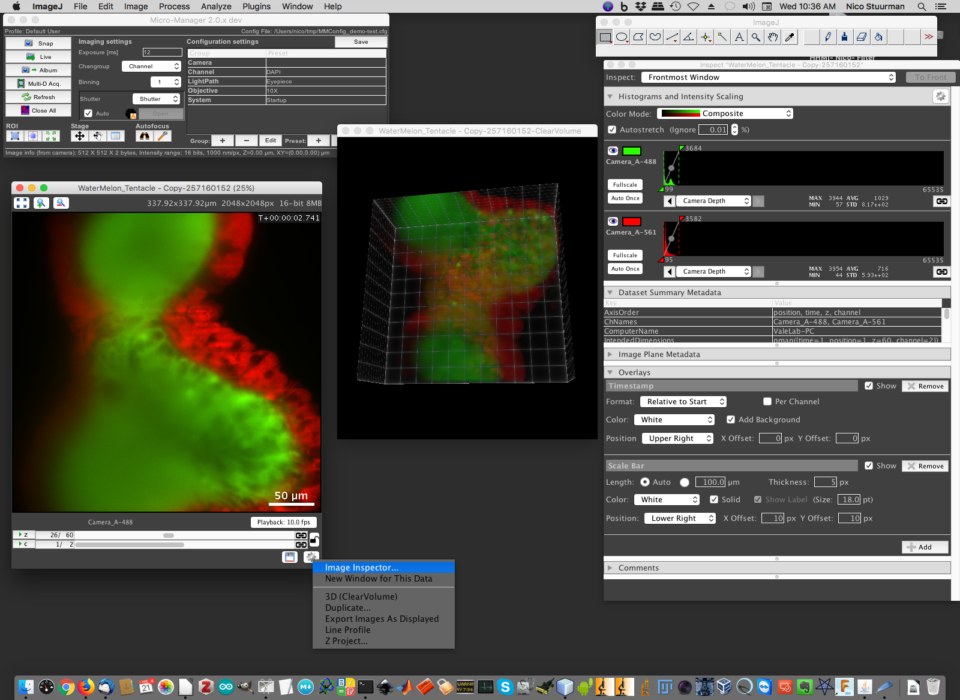 ImageJ File Edit Image Process Analyze Plugins Window Help Wed 10:36 AM Nico Stuurman
Micro-Manager 2.0.x dev
Profile: Default User Config File: /Users/nico/tmp/MMConfig_demo-test.cfg
Snap
Live
Album
Multi-D Acq.
Refresh
Close All
Imaging settings
Exposure [ms] 12
Changroup Channel
Binning 1
Shutter Shutter
Auto
Configuration settings Save
Group Preset
Camera
Channel DAPI
LightPath Eyepiece
Objective 10X
System Startup
ROI Stage Autofocus
Group: + − Edit Preset: +
Image info (from camera): 512 X 512 X 2 bytes, Intensity range: 16 bits, 1000 nm/px, Z=0.00 µm, XY=(0.00,0.00) µm
WaterMelon_Tentacle - Copy-257160152 (25%)
337.92x337.92µm 2048x2048px 16-bit 8MB
T+00:00:02.741
50 µm
Camera_A-488 Playback: 10.0 fps
z 26/ 60
c 1/ 2
WaterMelon_Tentacle - Copy-257160152-ClearVolume
Image Inspector...
New Window for This Data
3D (ClearVolume)
Duplicate...
Export Images As Displayed
Line Profile
Z Project...
ImageJ
Inspect "WaterMelon_Tentacle - Copy-257160152"
Inspect: Frontmost Window To Front
Histograms and Intensity Scaling
Color Mode: Composite
Autostretch (ignore 0.01 %)
Camera_A-488
Fullscale
Auto Once
3684
99 65535
Camera Depth
MAX 3944 AVG 1029
MIN 57 STD 8.17e+02
Camera_A-561
Fullscale
Auto Once
3582
95 65535
Camera Depth
MAX 3954 AVG 716
MIN 44 STD 5.93e+02
Dataset Summary Metadata
Key Value
AxisOrder position, time, z, channel
ChNames Camera_A-488, Camera_A-561
ComputerName ValeLab-PC
IntendedDimensions nman((time=1, position=1, z=60, channel=2))
Image Plane Metadata
Overlays
Timestamp Show Remove
Format: Relative to Start Per Channel
Color: White Add Background
Position Upper Right X Offset: 0 px Y Offset: 0 px
Scale Bar Show Remove
Length: Auto 100.0 µm Thickness: 5 px
Color: White Solid Show Label (Size: 18.0 pt)
Position: Lower Right X Offset: 10 px Y Offset: 10 px
Add
Comments